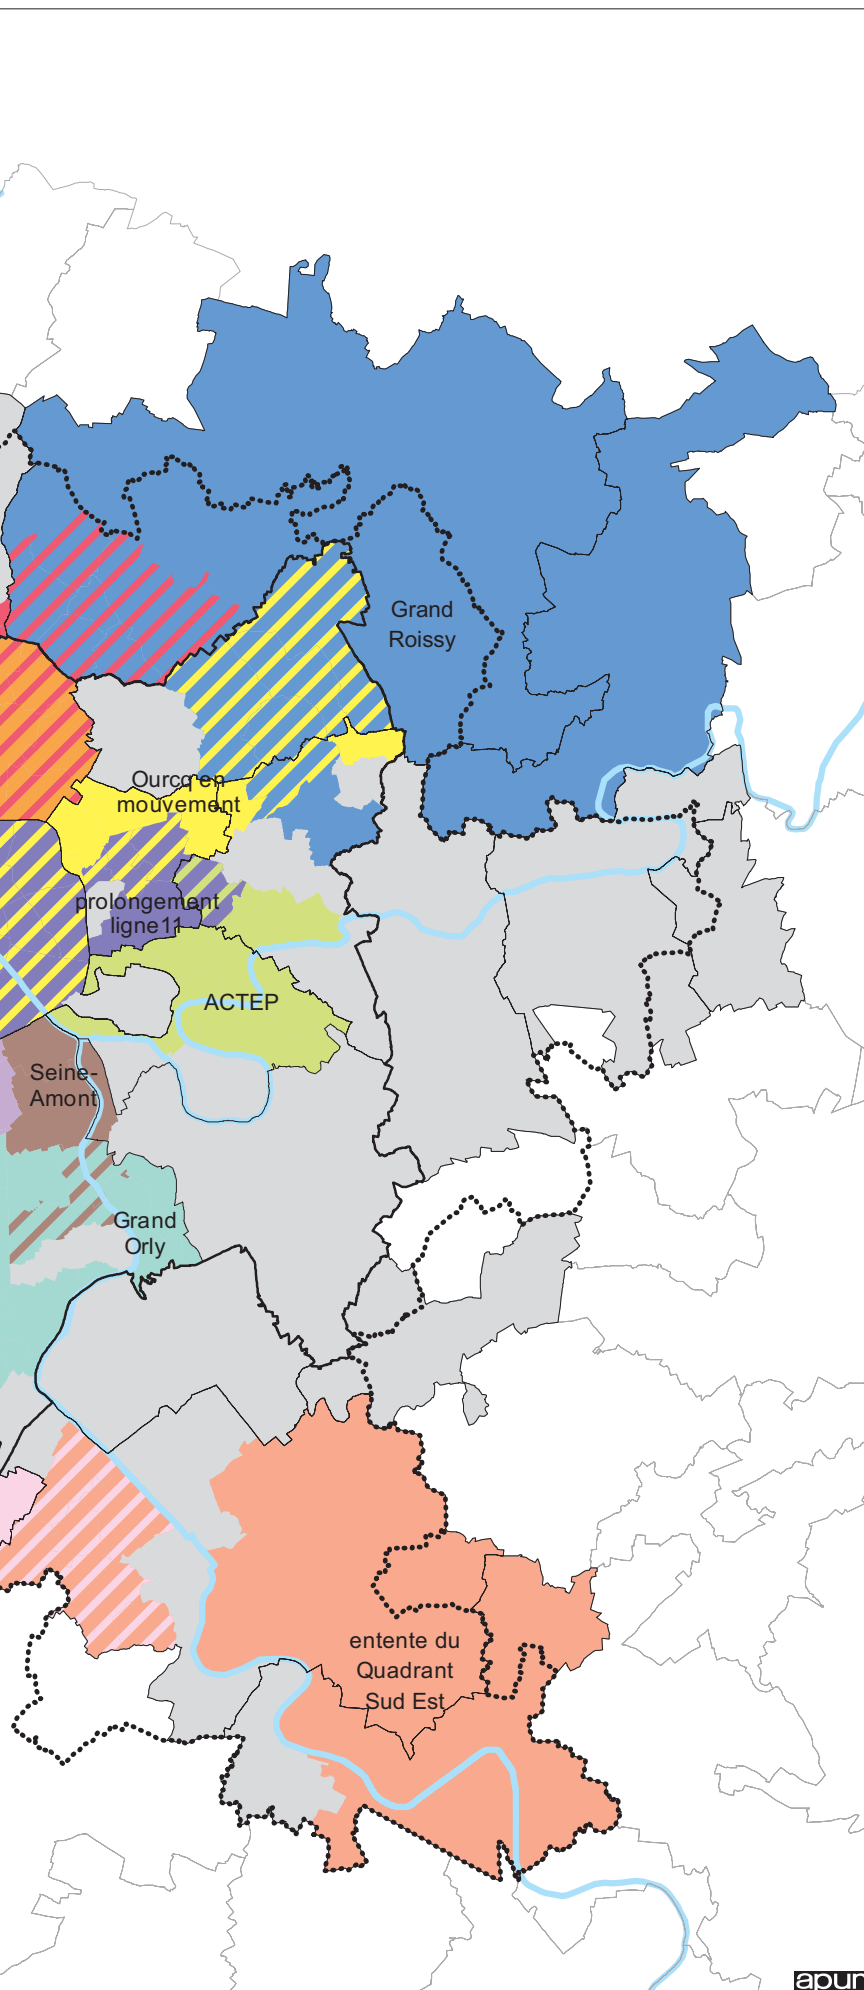 Grand
Roissy
Ourcq en
mouvement
prolongement
ligne11
ACTEP
Seine-
Amont
Grand
Orly
entente du
Quadrant
Sud Est
apur